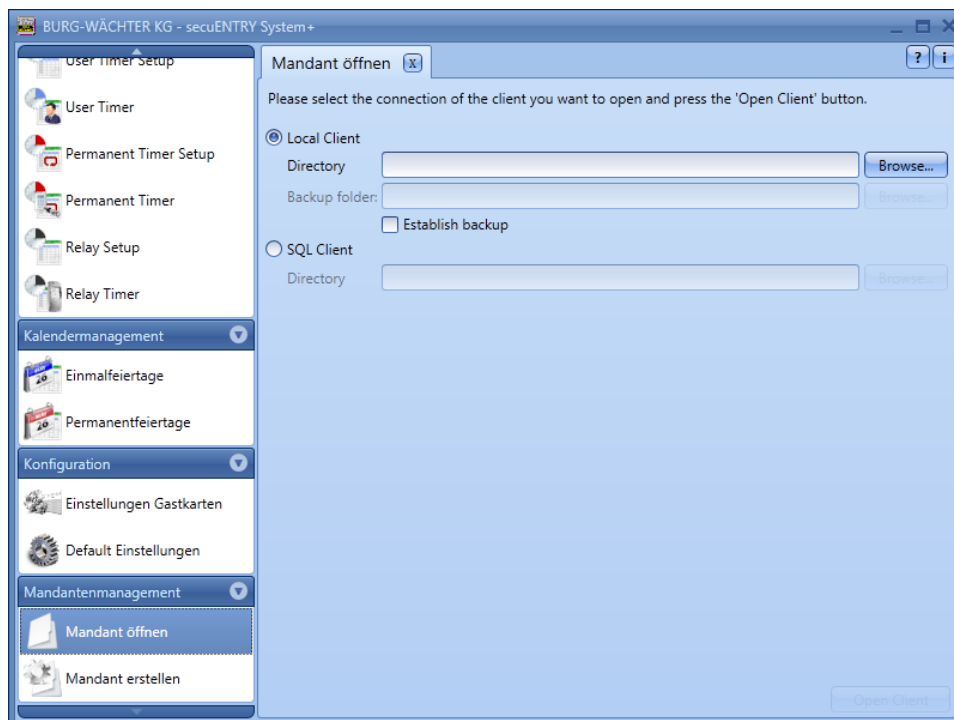 BURG-WÄCHTER KG - secuENTRY System+
User Timer Setup
User Timer
Permanent Timer Setup
Permanent Timer
Relay Setup
Relay Timer
Kalendermanagement
Einmalfeiertage
Permanentfeiertage
Konfiguration
Einstellungen Gastkarten
Default Einstellungen
Mandantenmanagement
Mandant öffnen
Mandant erstellen
Mandant öffnen x
? i
Please select the connection of the client you want to open and press the 'Open Client' button.
Local Client
Directory Browse...
Backup folder: Browse...
Establish backup
SQL Client
Directory Browse...
Open Client